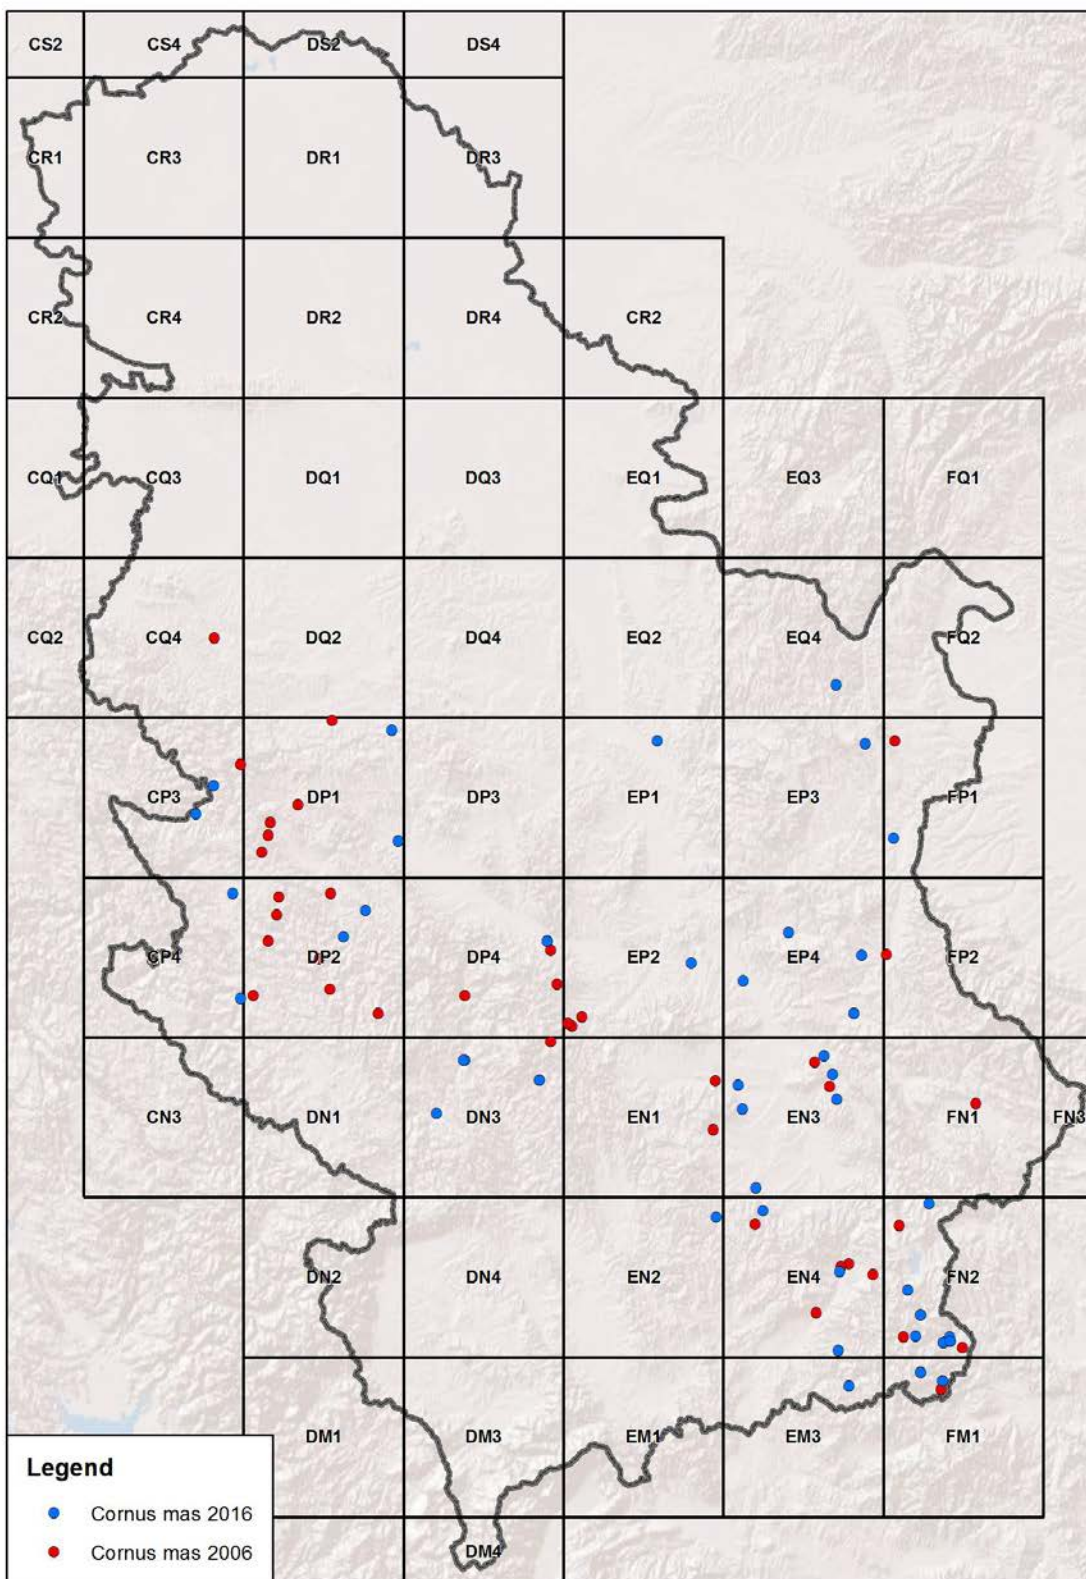 CS2 CS4 DS2 DS4
CR1 CR3 DR1 DR3
CR2 CR4 DR2 DR4 CR2
CQ1 CQ3 DQ1 DQ3 EQ1 EQ3 FQ1
CQ2 CQ4 DQ2 DQ4 EQ2 EQ4 FQ2
CP3 DP1 DP3 EP1 EP3 FP1
CP4 DP2 DP4 EP2 EP4 FP2
CN3 DN1 DN3 EN1 EN3 FN1 FN3
DN2 DN4 EN2 EN4 FN2
DM1 DM3 EM1 EM3 FM1
DM4
Legend
Cornus mas 2016
Cornus mas 2006